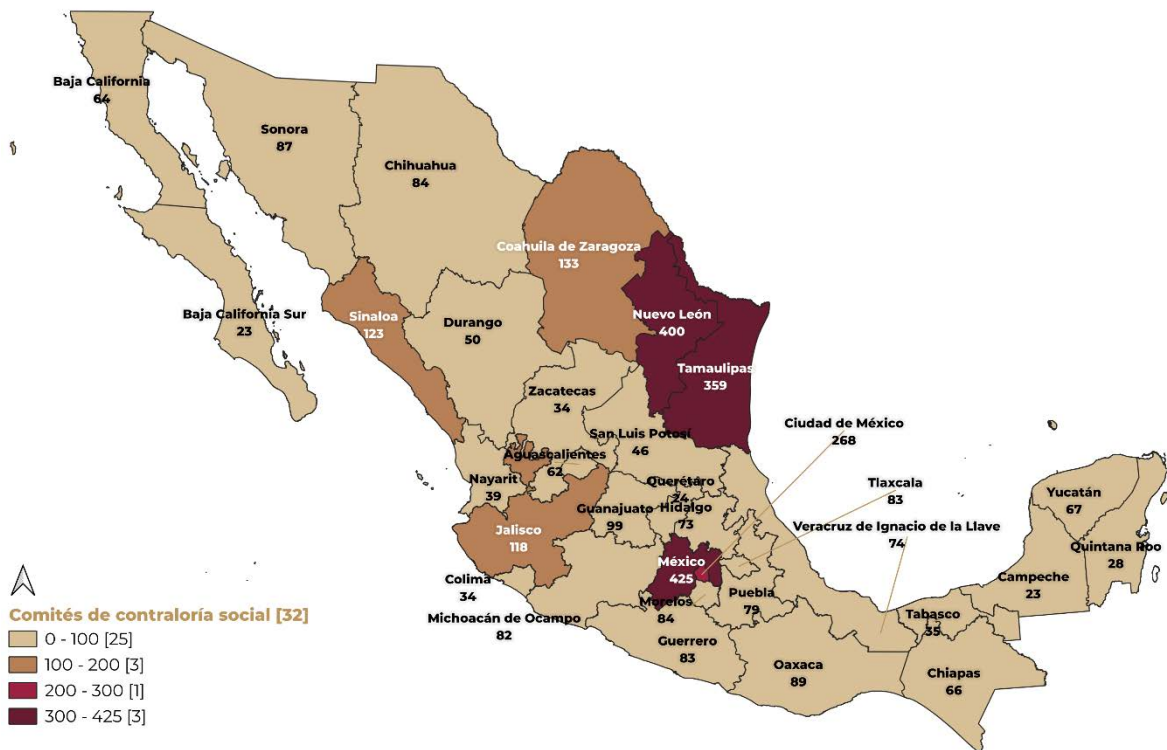 Baja California
64
Sonora
87
Chihuahua
84
Coahuila de Zaragoza
133
Baja California Sur
23
Sinaloa
123
Durango
50
Nuevo León
400
Tamaulipas
359
Zacatecas
34
San Luis Potosí
46
Ciudad de México
268
Aguascalientes
62
Nayarit
39
Querétaro
24
Tlaxcala
83
Guanajuato
99
Hidalgo
73
Veracruz de Ignacio de la Llave
74
Yucatán
67
Quintana Roo
28
Jalisco
118
México
425
Campeche
23
Colima
34
Morelos
84
Puebla
79
Tabasco
35
Michoacán de Ocampo
82
Guerrero
83
Oaxaca
89
Chiapas
66
Comités de contraloría social [32]
0 - 100 [25]
100 - 200 [3]
200 - 300 [1]
300 - 425 [3]